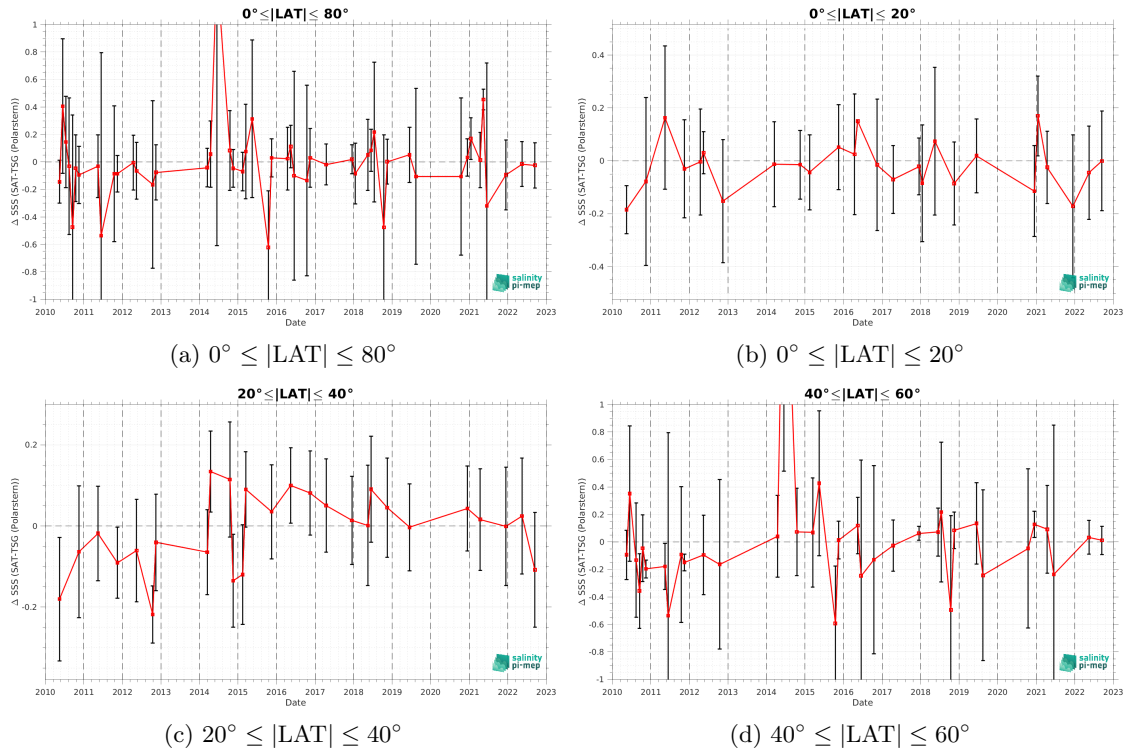 0°≤|LAT|≤ 80°
Δ SSS (SAT-TSG (Polarstern))
1
0.8
0.6
0.4
0.2
0
-0.2
-0.4
-0.6
-0.8
-1
2010 2011 2012 2013 2014 2015 2016 2017 2018 2019 2020 2021 2022 2023
Date
salinity
pi-mep
(a) 0° ≤ |LAT| ≤ 80°
0°≤|LAT|≤ 20°
Δ SSS (SAT-TSG (Polarstern))
0.4
0.2
0
-0.2
-0.4
2010 2011 2012 2013 2014 2015 2016 2017 2018 2019 2020 2021 2022 2023
Date
salinity
pi-mep
(b) 0° ≤ |LAT| ≤ 20°
20°≤|LAT|≤ 40°
Δ SSS (SAT-TSG (Polarstern))
0.2
0
-0.2
2010 2011 2012 2013 2014 2015 2016 2017 2018 2019 2020 2021 2022 2023
Date
salinity
pi-mep
(c) 20° ≤ |LAT| ≤ 40°
40°≤|LAT|≤ 60°
Δ SSS (SAT-TSG (Polarstern))
1
0.8
0.6
0.4
0.2
0
-0.2
-0.4
-0.6
-0.8
-1
2010 2011 2012 2013 2014 2015 2016 2017 2018 2019 2020 2021 2022 2023
Date
salinity
pi-mep
(d) 40° ≤ |LAT| ≤ 60°